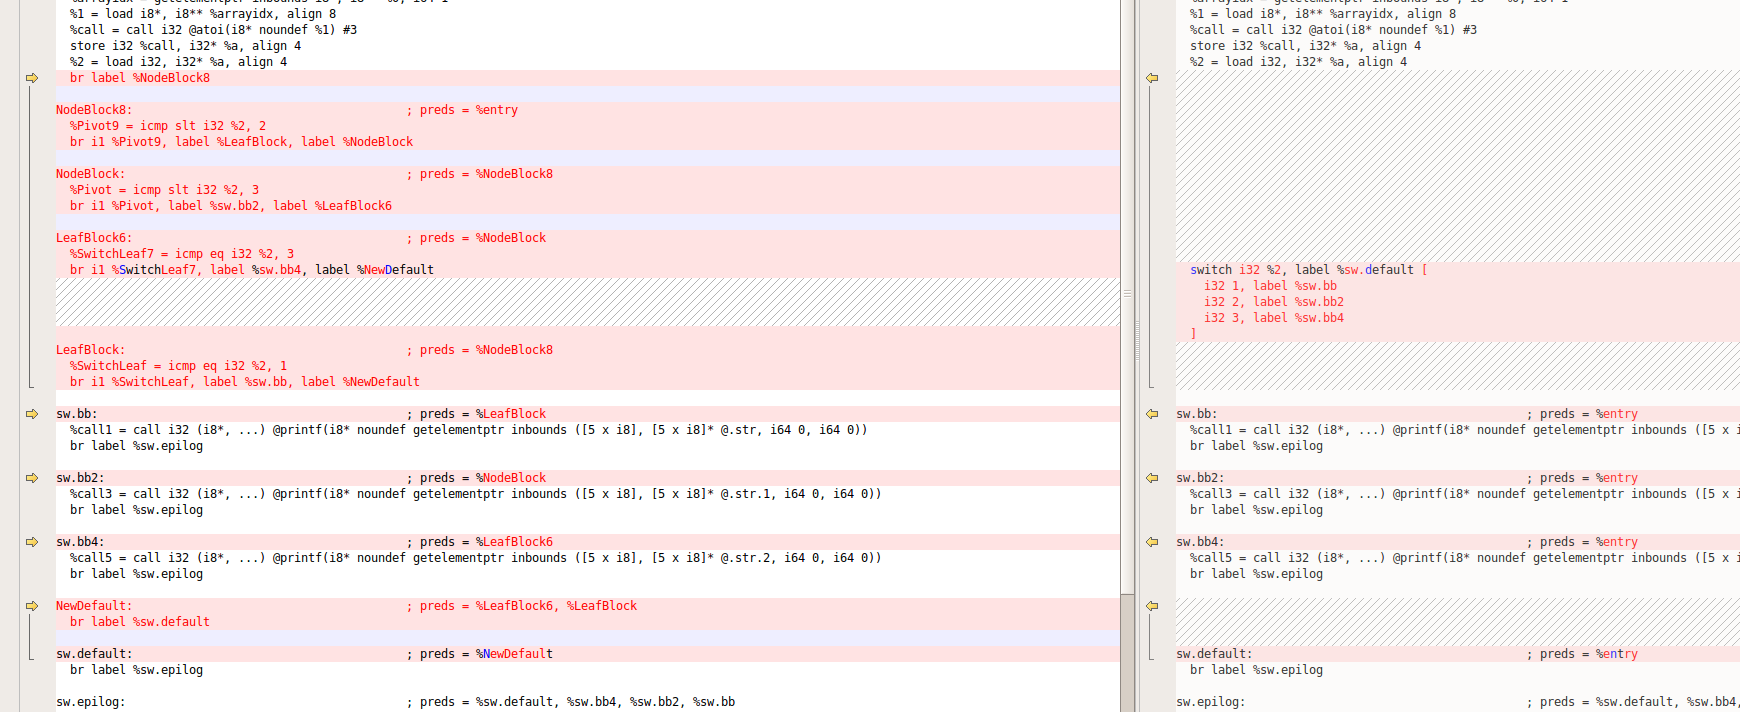 %1 = load i8*, i8** %arrayidx, align 8
%call = call i32 @atoi(i8* noundef %1) #3
store i32 %call, i32* %a, align 4
%2 = load i32, i32* %a, align 4
br label %NodeBlock8
NodeBlock8: ; preds = %entry
%Pivot9 = icmp slt i32 %2, 2
br i1 %Pivot9, label %LeafBlock, label %NodeBlock
NodeBlock: ; preds = %NodeBlock8
%Pivot = icmp slt i32 %2, 3
br i1 %Pivot, label %sw.bb2, label %LeafBlock6
LeafBlock6: ; preds = %NodeBlock
%SwitchLeaf7 = icmp eq i32 %2, 3
br i1 %SwitchLeaf7, label %sw.bb4, label %NewDefault
LeafBlock: ; preds = %NodeBlock8
%SwitchLeaf = icmp eq i32 %2, 1
br i1 %SwitchLeaf, label %sw.bb, label %NewDefault
sw.bb: ; preds = %LeafBlock
%call1 = call i32 (i8*, ...) @printf(i8* noundef getelementptr inbounds ([5 x i8], [5 x i8]* @.str, i64 0, i64 0))
br label %sw.epilog
sw.bb2: ; preds = %NodeBlock
%call3 = call i32 (i8*, ...) @printf(i8* noundef getelementptr inbounds ([5 x i8], [5 x i8]* @.str.1, i64 0, i64 0))
br label %sw.epilog
sw.bb4: ; preds = %LeafBlock6
%call5 = call i32 (i8*, ...) @printf(i8* noundef getelementptr inbounds ([5 x i8], [5 x i8]* @.str.2, i64 0, i64 0))
br label %sw.epilog
NewDefault: ; preds = %LeafBlock6, %LeafBlock
br label %sw.default
sw.default: ; preds = %NewDefault
br label %sw.epilog
sw.epilog: ; preds = %sw.default, %sw.bb4, %sw.bb2, %sw.bb
%1 = load i8*, i8** %arrayidx, align 8
%call = call i32 @atoi(i8* noundef %1) #3
store i32 %call, i32* %a, align 4
%2 = load i32, i32* %a, align 4
switch i32 %2, label %sw.default [
i32 1, label %sw.bb
i32 2, label %sw.bb2
i32 3, label %sw.bb4
]
sw.bb: ; preds = %entry
%call1 = call i32 (i8*, ...) @printf(i8* noundef getelementptr inbounds ([5 x i
br label %sw.epilog
sw.bb2: ; preds = %entry
%call3 = call i32 (i8*, ...) @printf(i8* noundef getelementptr inbounds ([5 x i
br label %sw.epilog
sw.bb4: ; preds = %entry
%call5 = call i32 (i8*, ...) @printf(i8* noundef getelementptr inbounds ([5 x i
br label %sw.epilog
sw.default: ; preds = %entry
br label %sw.epilog
sw.epilog: ; preds = %sw.default, %sw.bb4,